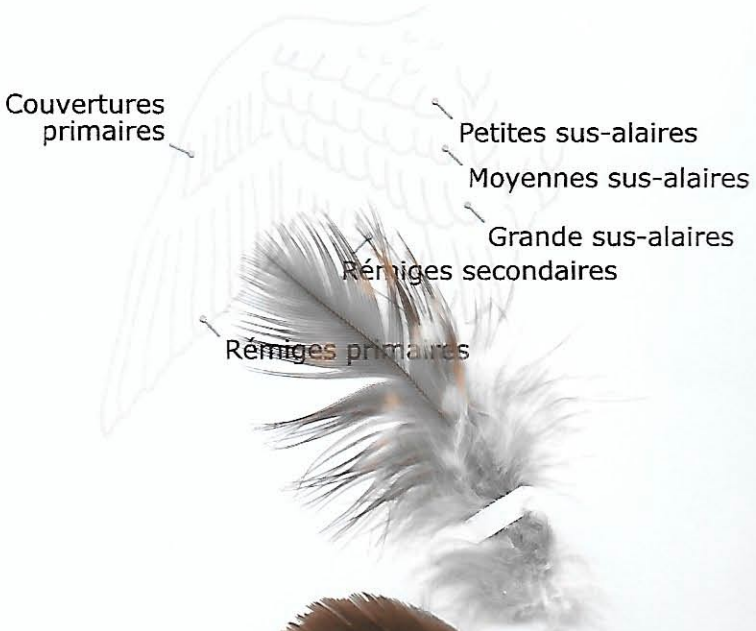 Couvertures
primaires
Petites sus-alaires
Moyennes sus-alaires
Grande sus-alaires
Rémiges secondaires
Rémiges primaires